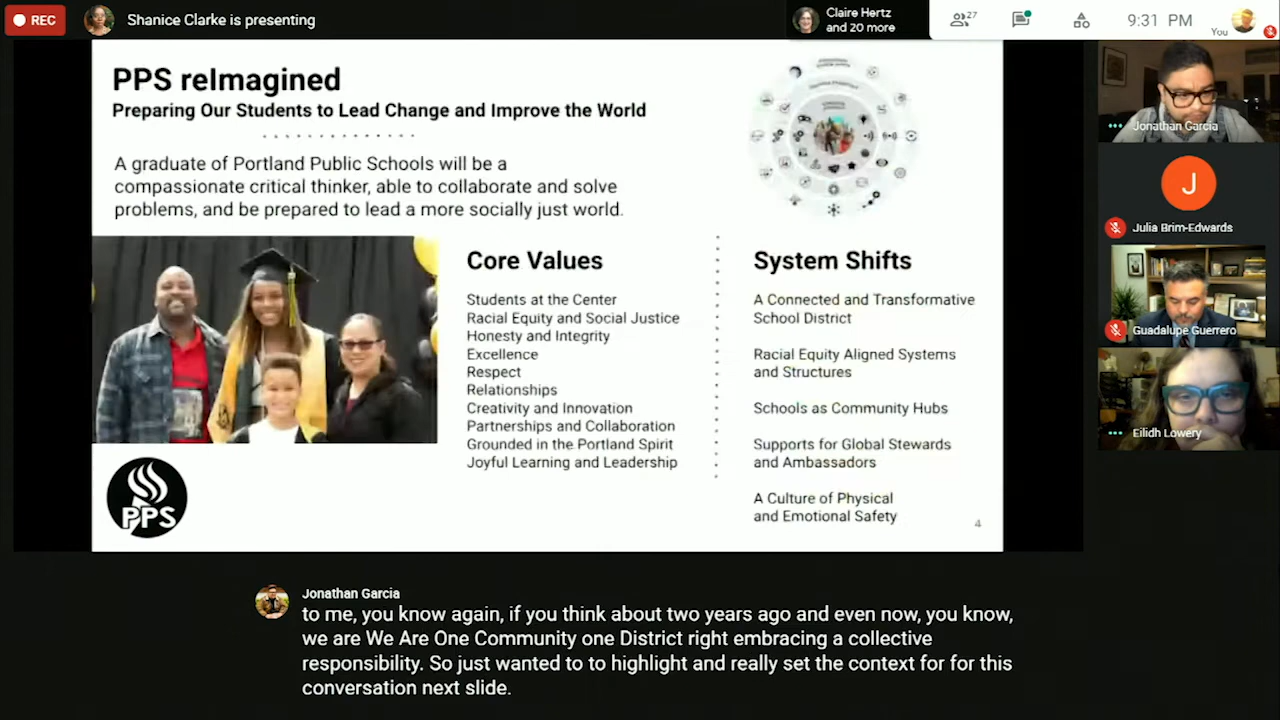 REC
Shanice Clarke is presenting
Claire Hertz
and 20 more
27
9:31 PM
You
PPS reImagined
Preparing Our Students to Lead Change and Improve the World
A graduate of Portland Public Schools will be a
compassionate critical thinker, able to collaborate and solve
problems, and be prepared to lead a more socially just world.
Core Values
Students at the Center
Racial Equity and Social Justice
Honesty and Integrity
Excellence
Respect
Relationships
Creativity and Innovation
Partnerships and Collaboration
Grounded in the Portland Spirit
Joyful Learning and Leadership
System Shifts
A Connected and Transformative
School District
Racial Equity Aligned Systems
and Structures
Schools as Community Hubs
Supports for Global Stewards
and Ambassadors
A Culture of Physical
and Emotional Safety
4
PPS
Jonathan Garcia
J
Julia Brim-Edwards
Guadalupe Guerrero
Eilidh Lowery
Jonathan Garcia
to me, you know again, if you think about two years ago and even now, you know,
we are We Are One Community one District right embracing a collective
responsibility. So just wanted to to highlight and really set the context for for this
conversation next slide.